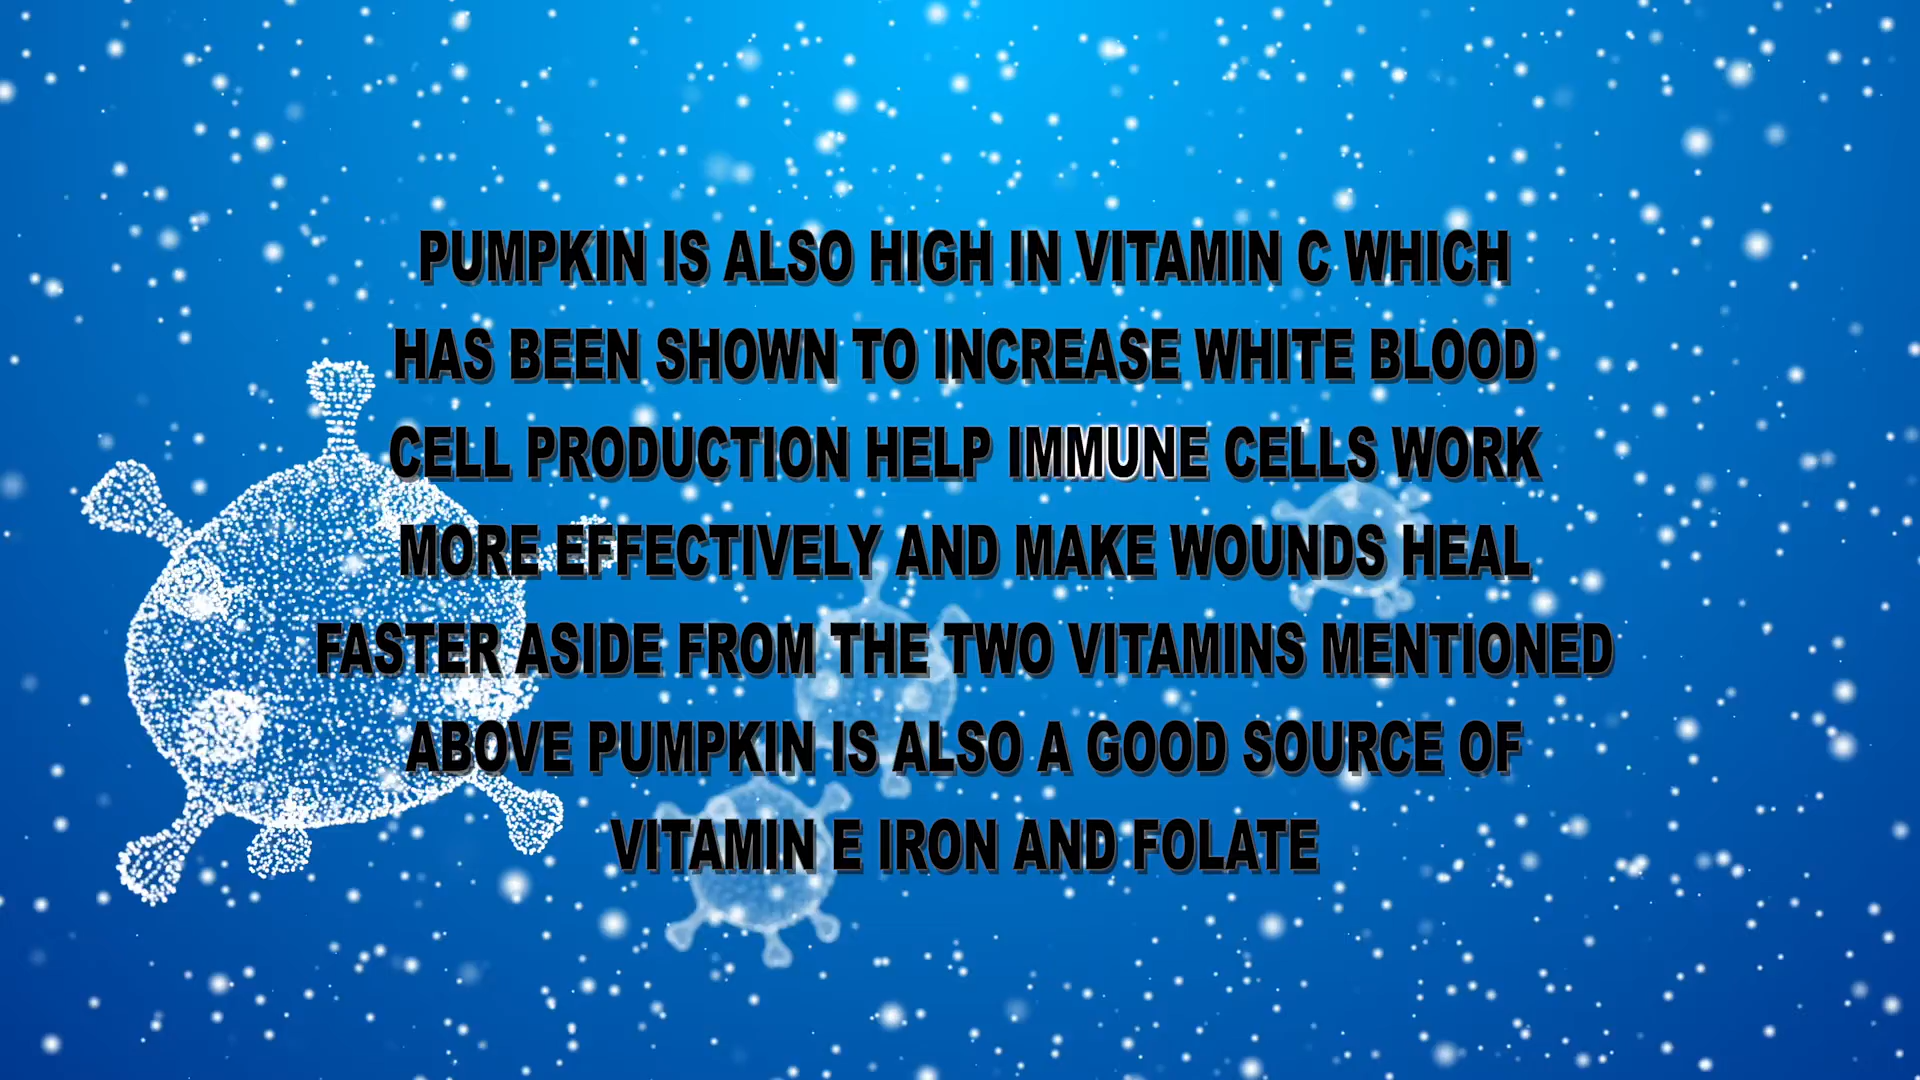 PUMPKIN IS ALSO HIGH IN VITAMIN C WHICH
HAS BEEN SHOWN TO INCREASE WHITE BLOOD
CELL PRODUCTION HELP IMMUNE CELLS WORK
MORE EFFECTIVELY AND MAKE WOUNDS HEAL
FASTER ASIDE FROM THE TWO VITAMINS MENTIONED
ABOVE PUMPKIN IS ALSO A GOOD SOURCE OF
VITAMIN E IRON AND FOLATE